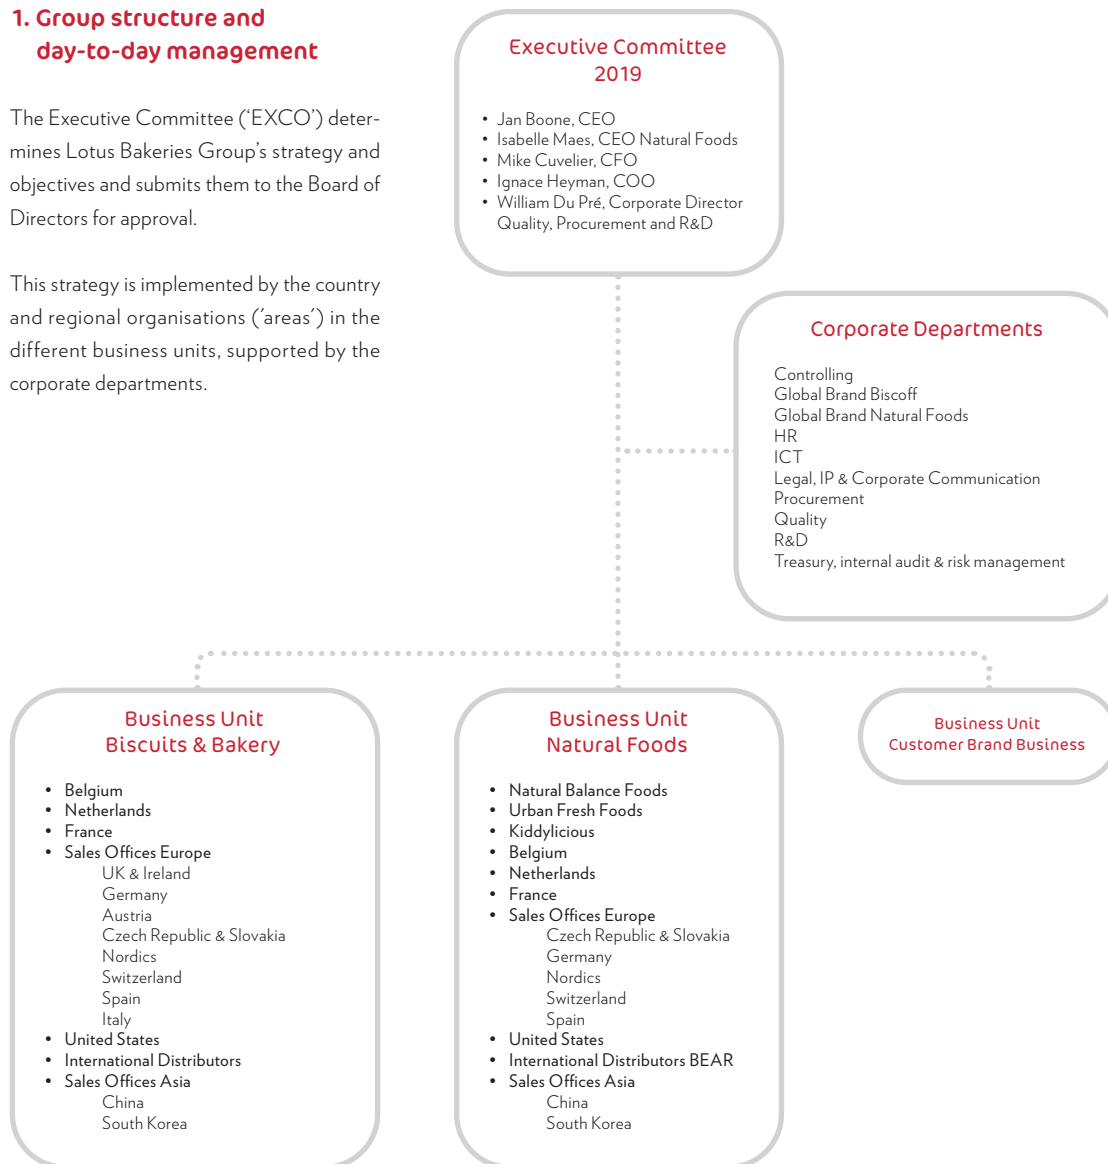 1. Group structure and
day-to-day management
The Executive Committee (‘EXCO’) deter-
mines Lotus Bakeries Group’s strategy and
objectives and submits them to the Board of
Directors for approval.
This strategy is implemented by the country
and regional organisations (‘areas’) in the
different business units, supported by the
corporate departments.
Executive Committee
2019
• Jan Boone, CEO
• Isabelle Maes, CEO Natural Foods
• Mike Cuvelier, CFO
• Ignace Heyman, COO
• William Du Pré, Corporate Director
Quality, Procurement and R&D
Corporate Departments
Controlling
Global Brand Biscoff
Global Brand Natural Foods
HR
ICT
Legal, IP & Corporate Communication
Procurement
Quality
R&D
Treasury, internal audit & risk management
Business Unit
Biscuits & Bakery
• Belgium
• Netherlands
• France
• Sales Offices Europe
UK & Ireland
Germany
Austria
Czech Republic & Slovakia
Nordics
Switzerland
Spain
Italy
• United States
• International Distributors
• Sales Offices Asia
China
South Korea
Business Unit
Natural Foods
• Natural Balance Foods
• Urban Fresh Foods
• Kiddylicious
• Belgium
• Netherlands
• France
• Sales Offices Europe
Czech Republic & Slovakia
Germany
Nordics
Switzerland
Spain
• United States
• International Distributors BEAR
• Sales Offices Asia
China
South Korea
Business Unit
Customer Brand Business